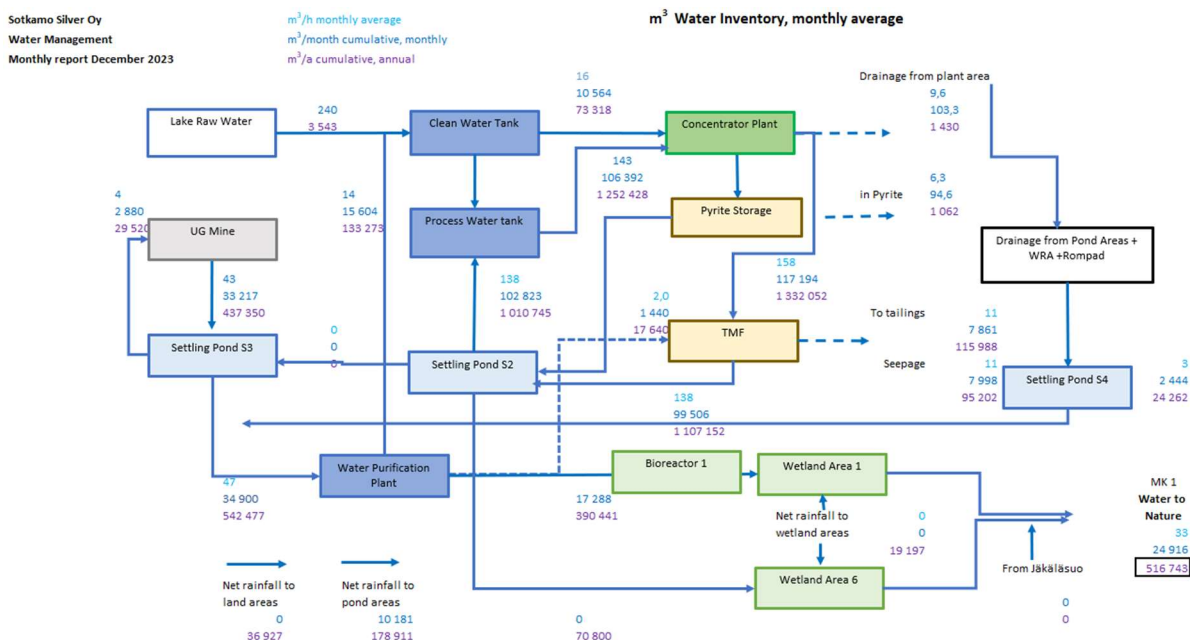 Sotkamo Silver Oy
Water Management
Monthly report December 2023
m³/h monthly average
m³/month cumulative, monthly
m³/a cumulative, annual
m³ Water Inventory, monthly average
Lake Raw Water
240
3 543
Clean Water Tank
16
10 564
73 318
Concentrator Plant
Drainage from plant area
9,6
103,3
1 430
4
2 880
29 520
UG Mine
14
15 604
133 273
Process Water tank
143
106 392
1 252 428
Pyrite Storage
in Pyrite
6,3
94,6
1 062
Drainage from Pond Areas +
WRA +Rompad
43
33 217
437 350
138
102 823
1 010 745
158
117 194
1 332 052
2,0
1 440
17 640
TMF
To tailings
11
7 861
115 988
Settling Pond S3
0
0
0
Settling Pond S2
Seepage
11
7 998
95 202
Settling Pond S4
3
2 444
24 262
138
99 506
1 107 152
Water Purification
Plant
47
34 900
542 477
Bioreactor 1
Wetland Area 1
17 288
390 441
Net rainfall to
wetland areas
0
0
19 197
MK 1
Water to
Nature
33
24 916
516 743
From Jäkäläsuo
0
0
Wetland Area 6
Net rainfall to
land areas
0
36 927
Net rainfall to
pond areas
10 181
178 911
0
70 800